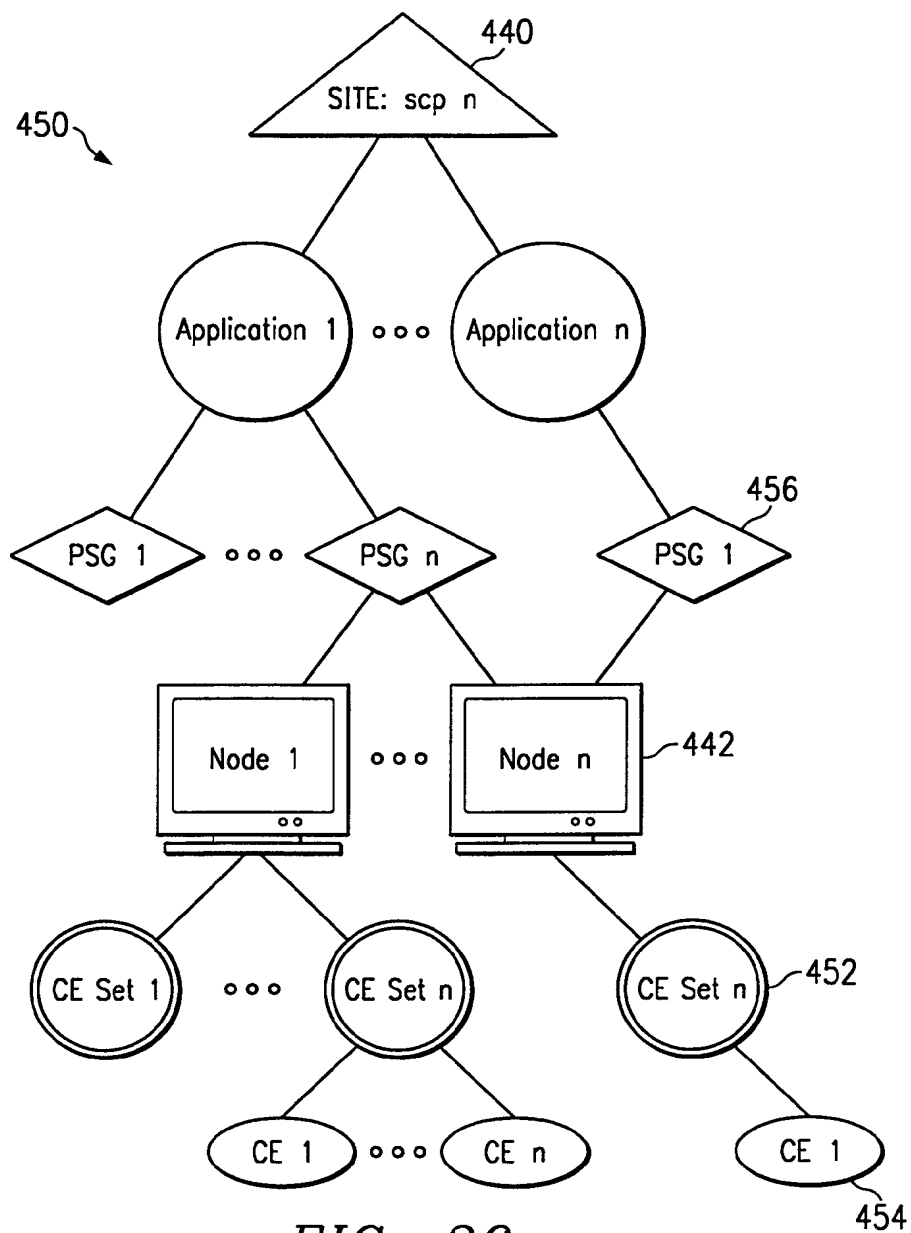 440
SITE: scp n
450
Application 1
Application n
456
PSG 1
PSG n
PSG 1
Node 1
Node n
442
CE Set 1
CE Set n
CE Set n
452
CE 1
CE n
CE 1
454